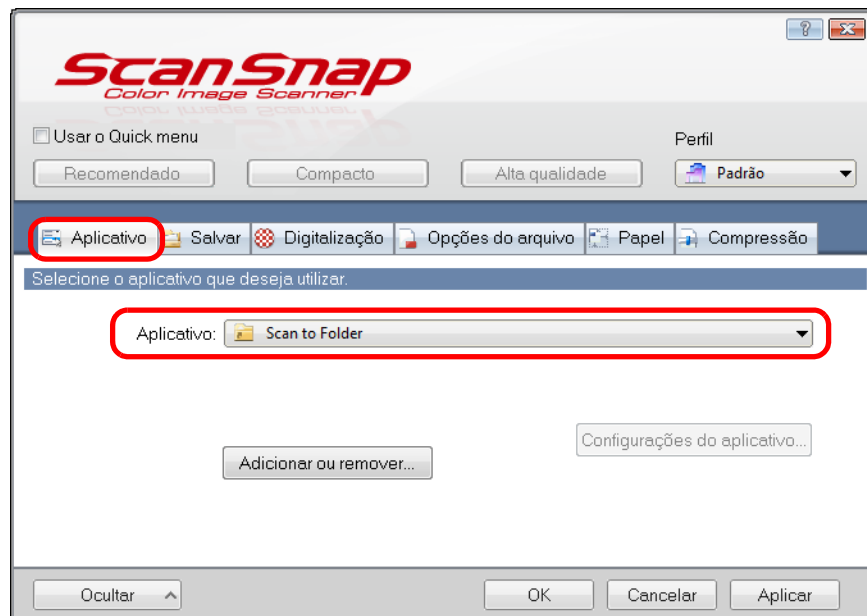 ScanSnap
Color Image Scanner
Usar o Quick menu
Perfil
Recomendado Compacto Alta qualidade Padrão
Aplicativo Salvar Digitalização Opções do arquivo Papel Compressão
Selecione o aplicativo que deseja utilizar.
Aplicativo: Scan to Folder
Configurações do aplicativo...
Adicionar ou remover...
Ocultar OK Cancelar Aplicar